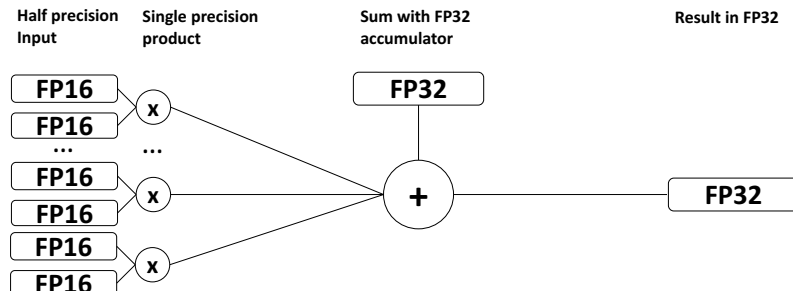 Half precision
Input
Single precision
product
Sum with FP32
accumulator
Result in FP32
FP16
FP16
...
FP16
FP16
FP16
FP16
x
...
x
x
FP32
+
FP32